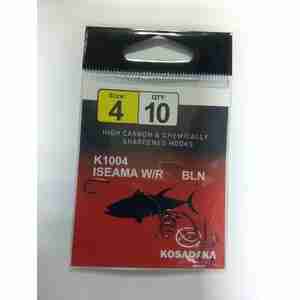 Size: QTY:
4 10
HIGH CARBON & CHEMICALLY
SHARPENED HOOKS
K1004
ISEAMA W/R BLN
KOSADAKA